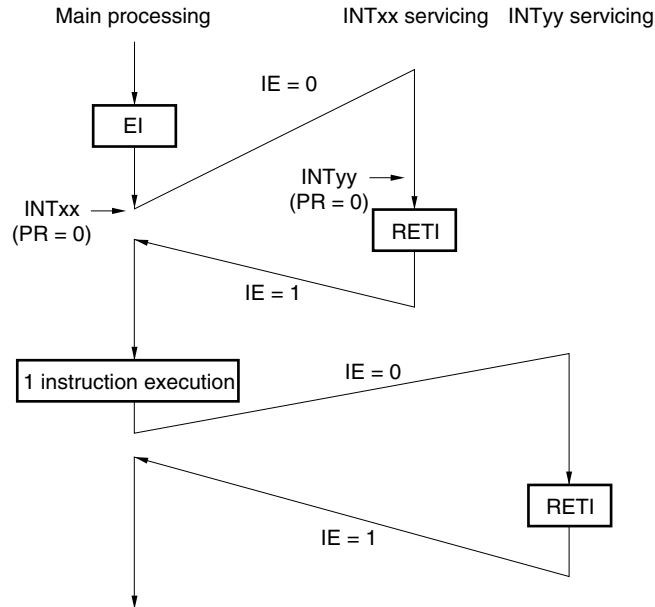 Main processing
INTxx servicing
INTyy servicing
IE = 0
EI
INTyy
(PR = 0)
INTxx
(PR = 0)
RETI
IE = 1
1 instruction execution
IE = 0
RETI
IE = 1